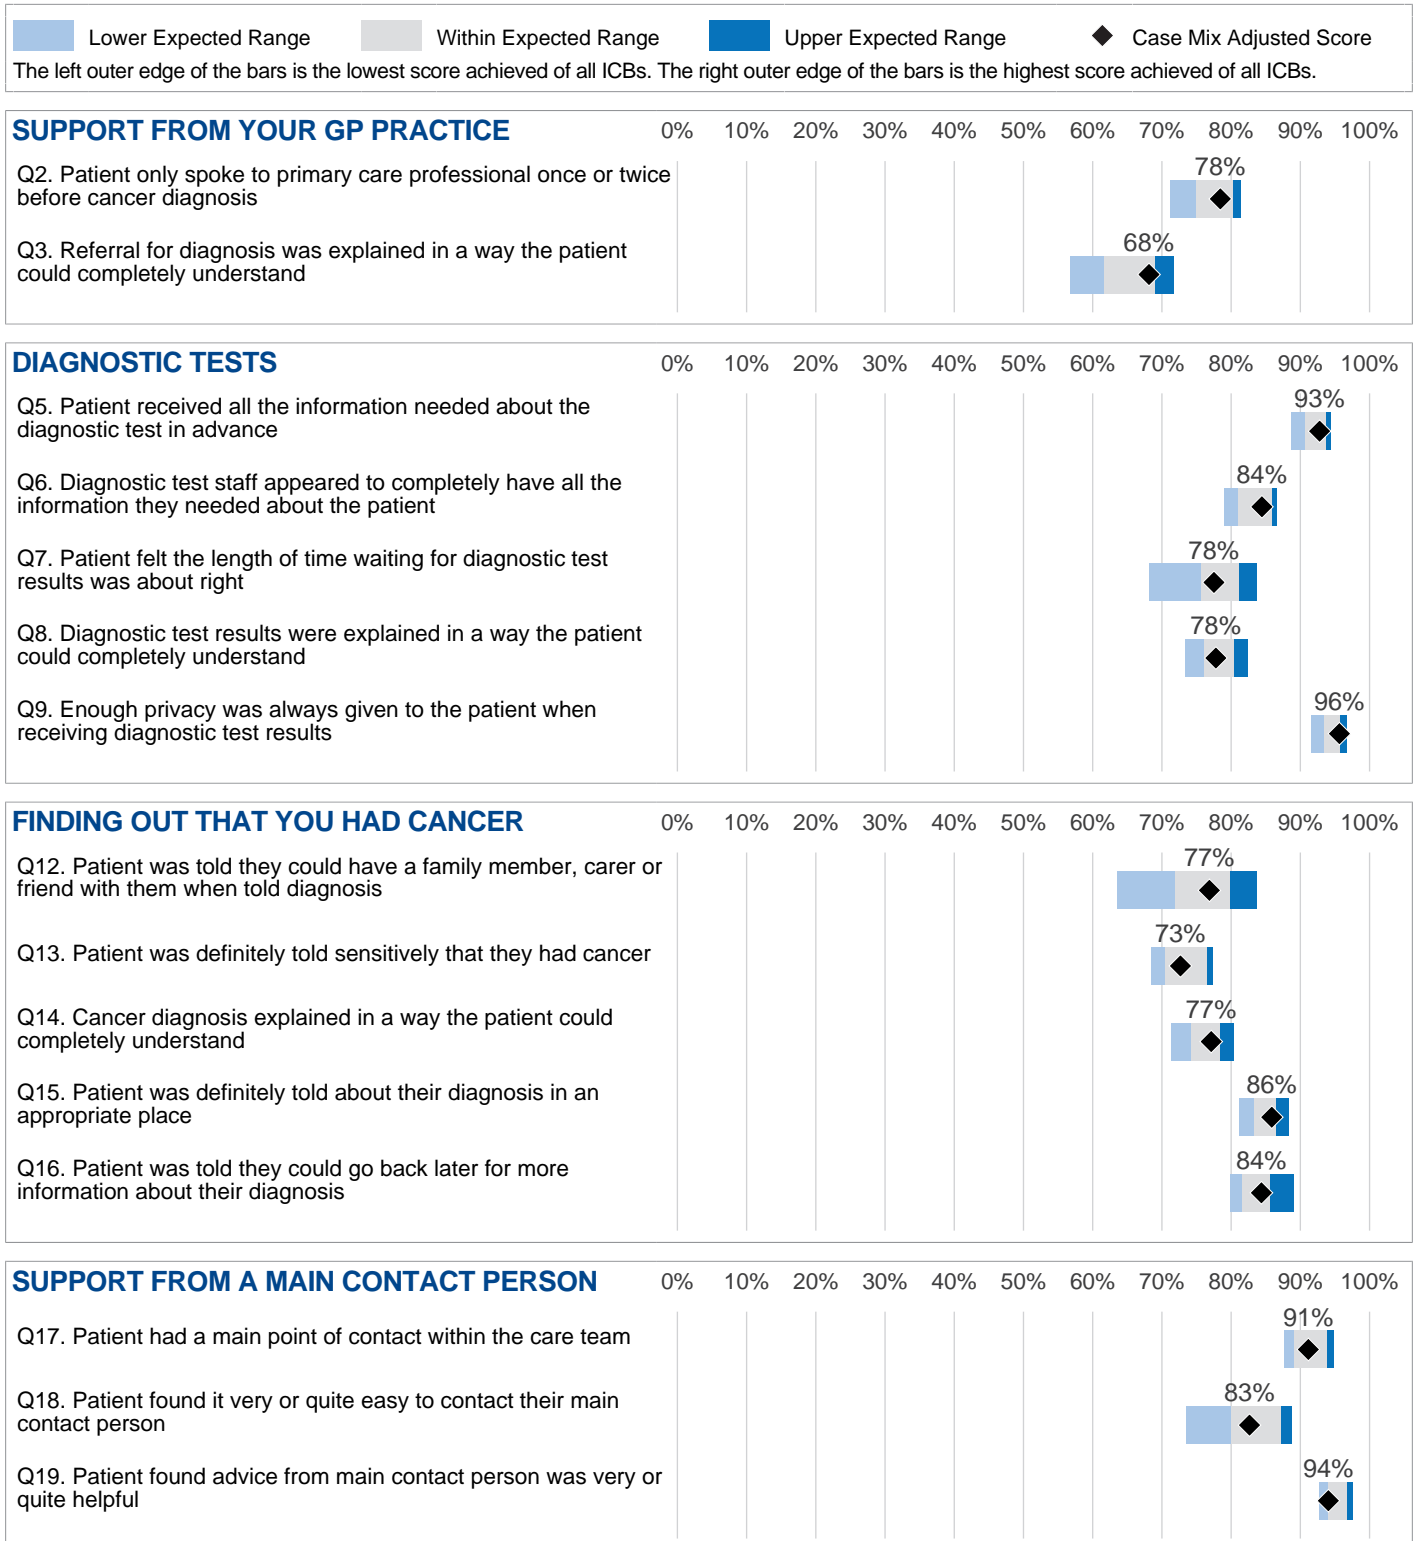 Lower Expected Range Within Expected Range Upper Expected Range Case Mix Adjusted Score
The left outer edge of the bars is the lowest score achieved of all ICBs. The right outer edge of the bars is the highest score achieved of all ICBs.
SUPPORT FROM YOUR GP PRACTICE 0% 10% 20% 30% 40% 50% 60% 70% 80% 90% 100%
78%
Q2. Patient only spoke to primary care professional once or twice
before cancer diagnosis
68%
Q3. Referral for diagnosis was explained in a way the patient
could completely understand
DIAGNOSTIC TESTS 0% 10% 20% 30% 40% 50% 60% 70% 80% 90% 100%
93%
Q5. Patient received all the information needed about the
diagnostic test in advance
84%
Q6. Diagnostic test staff appeared to completely have all the
information they needed about the patient
78%
Q7. Patient felt the length of time waiting for diagnostic test
results was about right
78%
Q8. Diagnostic test results were explained in a way the patient
could completely understand
96%
Q9. Enough privacy was always given to the patient when
receiving diagnostic test results
FINDING OUT THAT YOU HAD CANCER 0% 10% 20% 30% 40% 50% 60% 70% 80% 90% 100%
77%
Q12. Patient was told they could have a family member, carer or
friend with them when told diagnosis
73%
Q13. Patient was definitely told sensitively that they had cancer
77%
Q14. Cancer diagnosis explained in a way the patient could
completely understand
86%
Q15. Patient was definitely told about their diagnosis in an
appropriate place
84%
Q16. Patient was told they could go back later for more
information about their diagnosis
SUPPORT FROM A MAIN CONTACT PERSON 0% 10% 20% 30% 40% 50% 60% 70% 80% 90% 100%
91%
Q17. Patient had a main point of contact within the care team
83%
Q18. Patient found it very or quite easy to contact their main
contact person
94%
Q19. Patient found advice from main contact person was very or
quite helpful